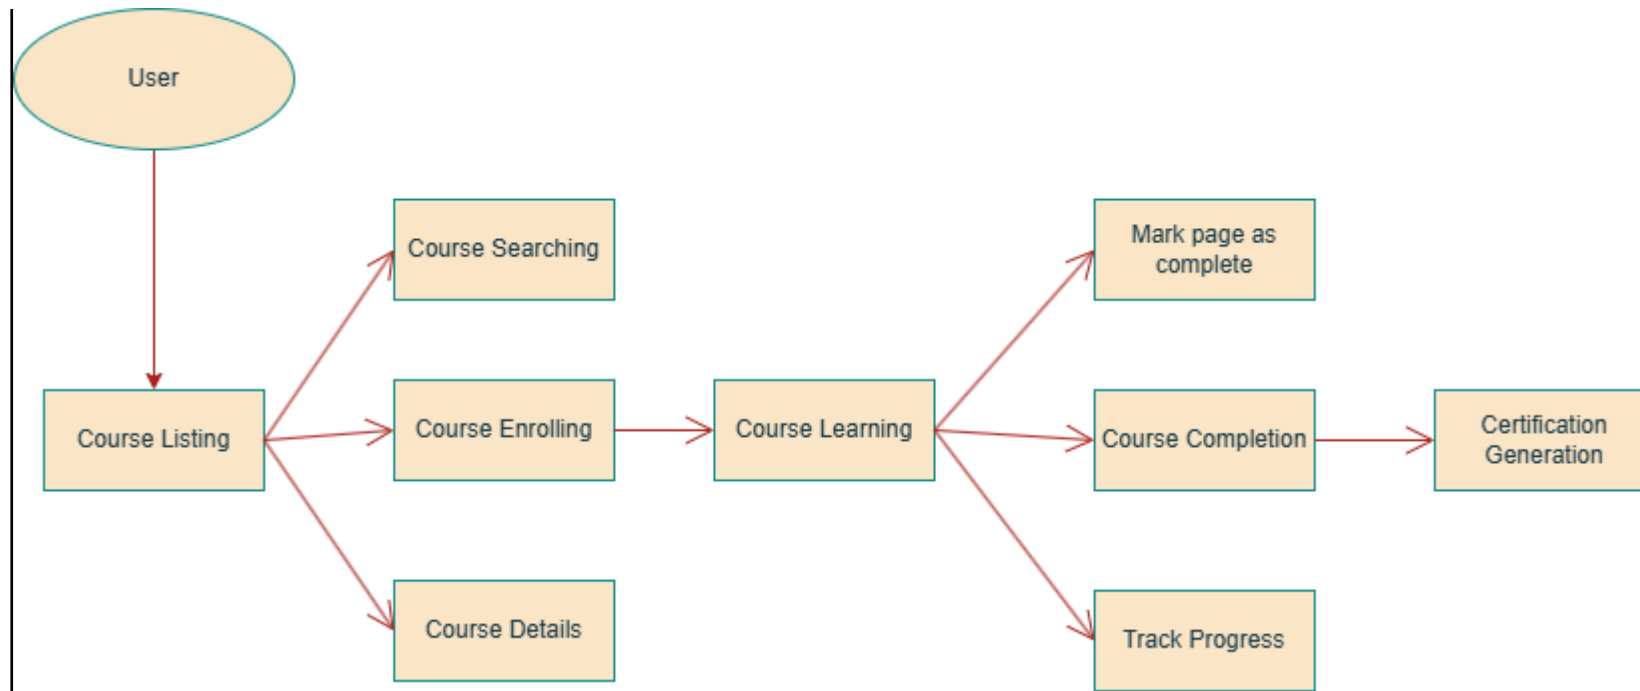 User
Course Listing
Course Searching
Course Enrolling
Course Details
Course Learning
Mark page as
complete
Course Completion
Track Progress
Certification
Generation